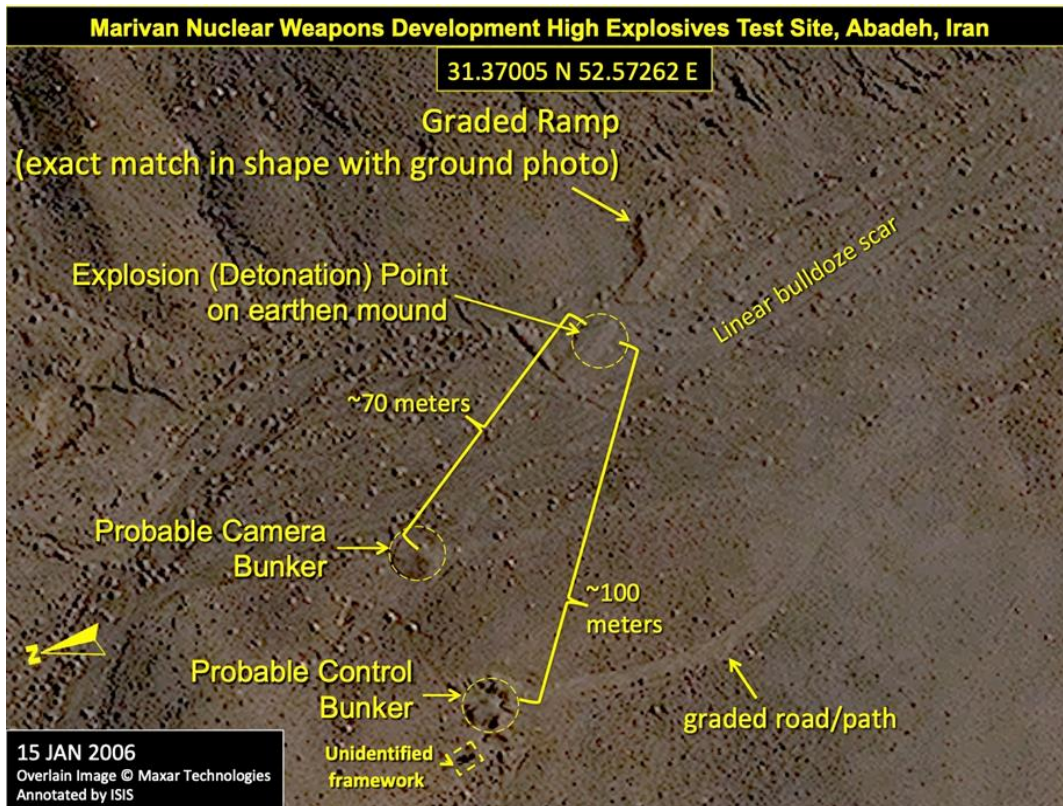 Marivan Nuclear Weapons Development High Explosives Test Site, Abadeh, Iran
31.37005 N 52.57262 E
Graded Ramp
(exact match in shape with ground photo)
Linear bulldoze scar
Explosion (Detonation) Point
on earthen mound
~70 meters
Probable Camera
Bunker
~100
meters
N
Probable Control
Bunker
graded road/path
Unidentified
framework
15 JAN 2006
Overlain Image © Maxar Technologies
Annotated by ISIS